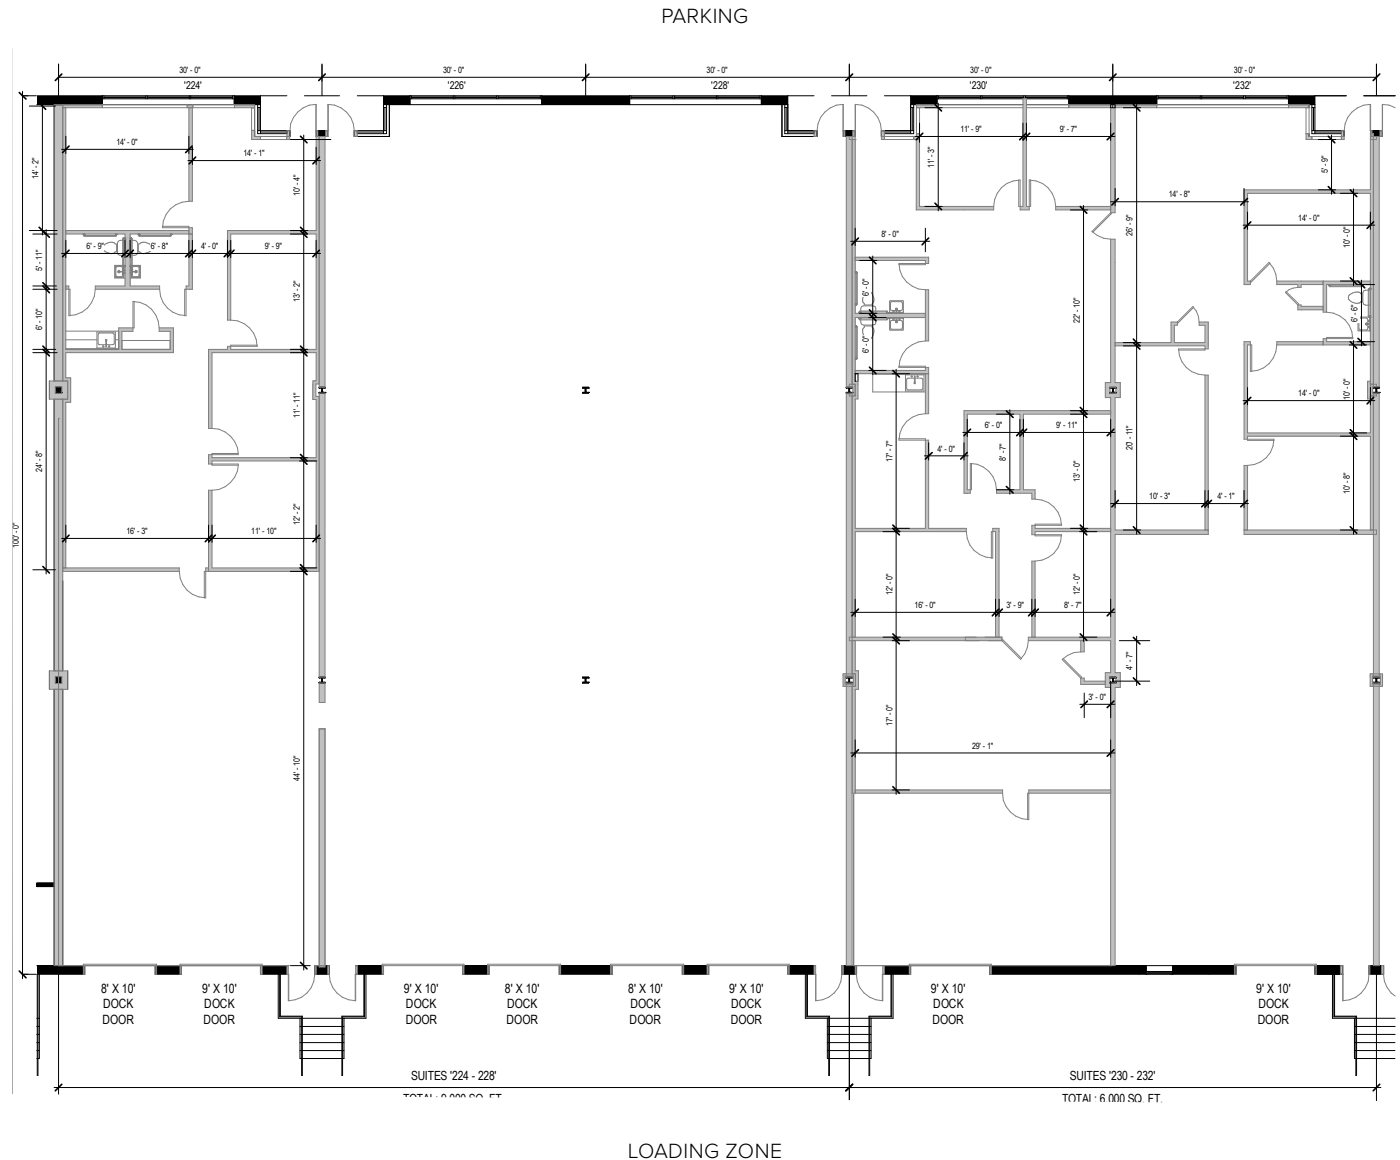 PARKING
30' - 0" 30' - 0" 30' - 0" 30' - 0" 30' - 0"
'224' '226' '228' '230' '232'
14' - 0"
14' - 1"
14' - 2"
10' - 4"
11' - 9"
9' - 7"
11' - 3"
5' - 9"
14' - 8"
14' - 0"
10' - 0"
26' - 9"
6' - 9" 6' - 8" 4' - 0" 9' - 9"
5' - 11"
13' - 2"
6' - 10"
8' - 0"
6' - 0"
6' - 0"
22' - 10"
6' - 6"
14' - 0"
10' - 0"
11' - 11"
24' - 8"
12' - 2"
16' - 3"
11' - 10"
100' - 0"
17' - 7"
4' - 0"
6' - 0"
9' - 11"
8' - 7"
13' - 0"
20' - 11"
10' - 3"
4' - 1"
10' - 8"
12' - 0"
12' - 0"
16' - 0"
3' - 9"
8' - 7"
4' - 7"
3' - 0"
17' - 0"
29' - 1"
44' - 10"
8' X 10'
DOCK
DOOR
9' X 10'
DOCK
DOOR
9' X 10'
DOCK
DOOR
8' X 10'
DOCK
DOOR
8' X 10'
DOCK
DOOR
9' X 10'
DOCK
DOOR
9' X 10'
DOCK
DOOR
9' X 10'
DOCK
DOOR
SUITES '224 - 228'
TOTAL: 9,000 SQ. FT.
SUITES '230 - 232'
TOTAL: 6,000 SQ. FT.
LOADING ZONE